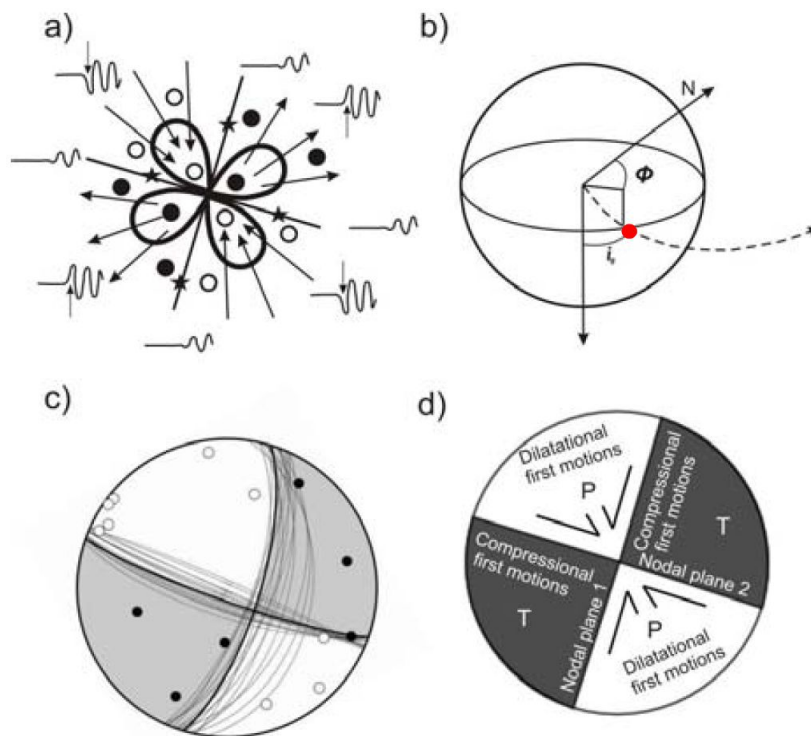 a)
b)
N
Φ
i
c)
d)
Dilatational
first motions
P
Compressional
first motions
T
Nodal plane 2
Compressional
first motions
T
Nodal plane 1
P
Dilatational
first motions